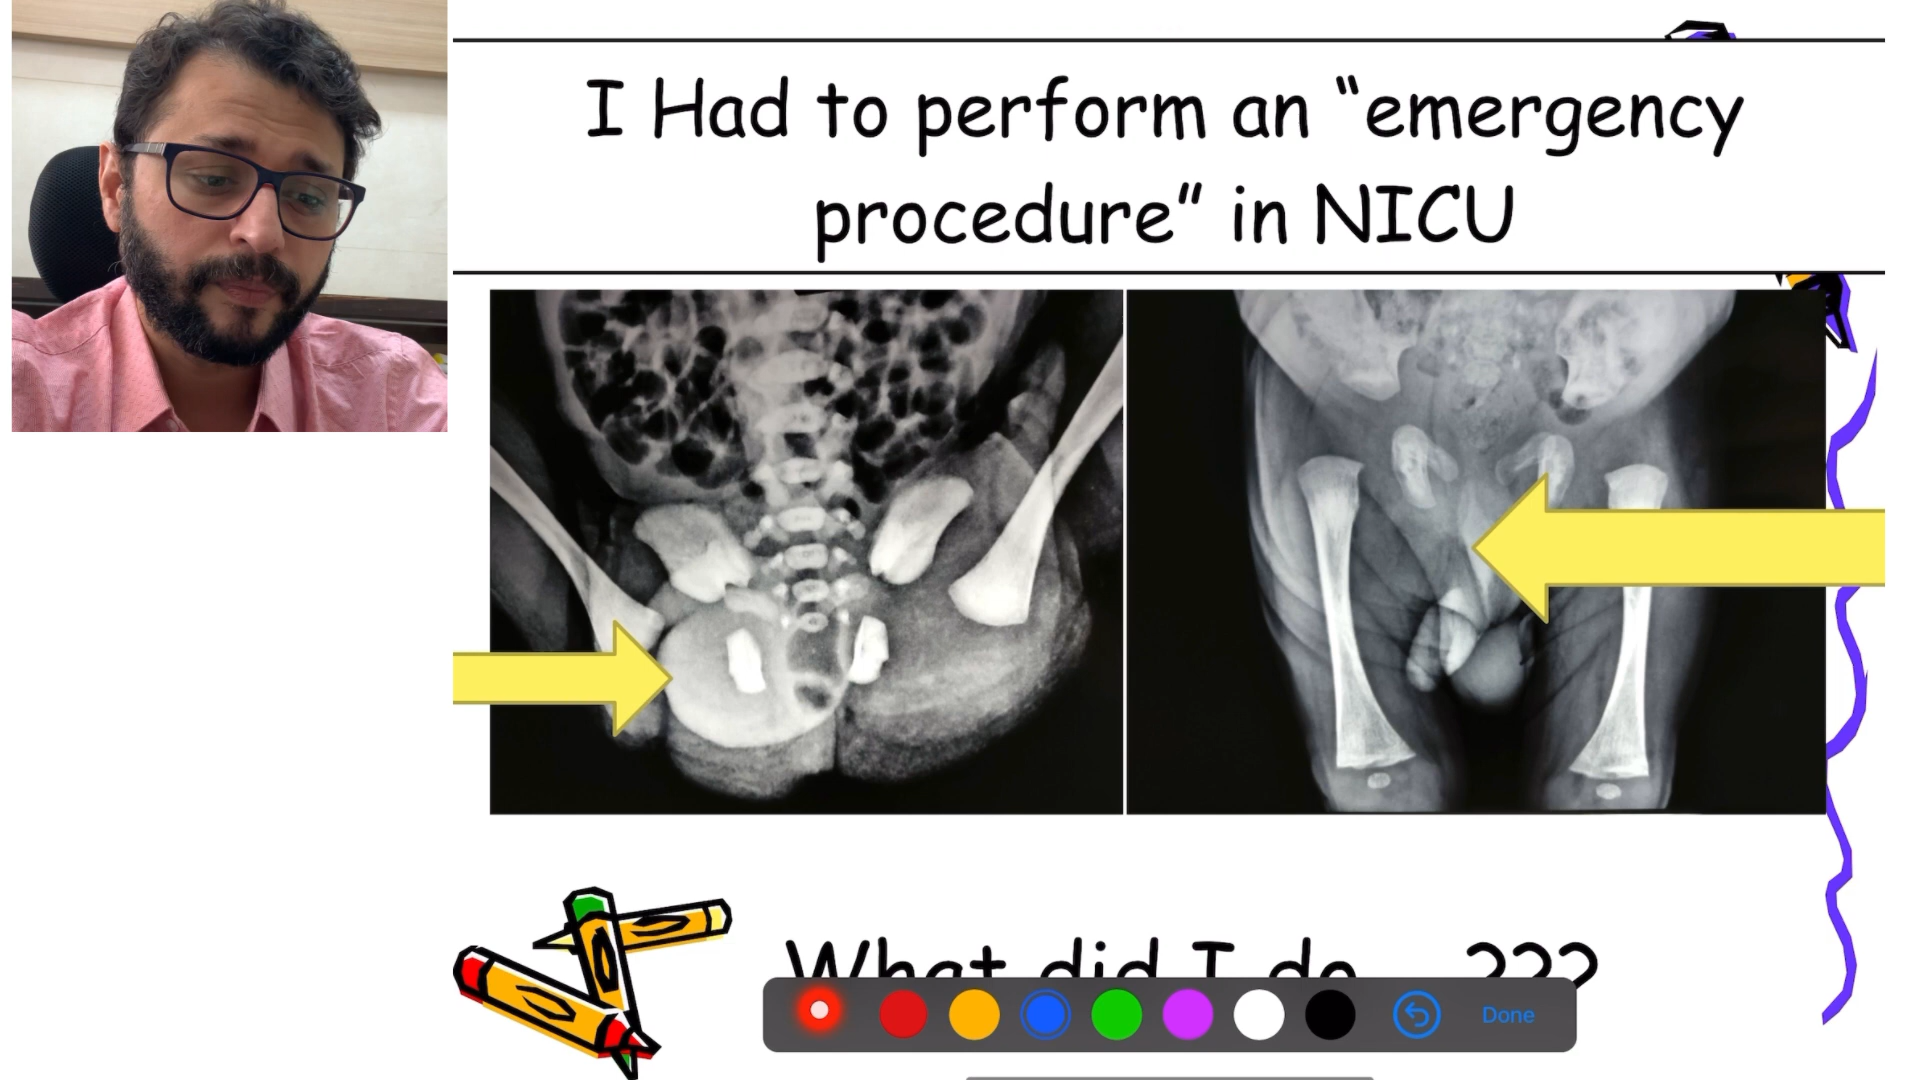 I Had to perform an “emergency
procedure” in NICU
What did I do ... ???
Done